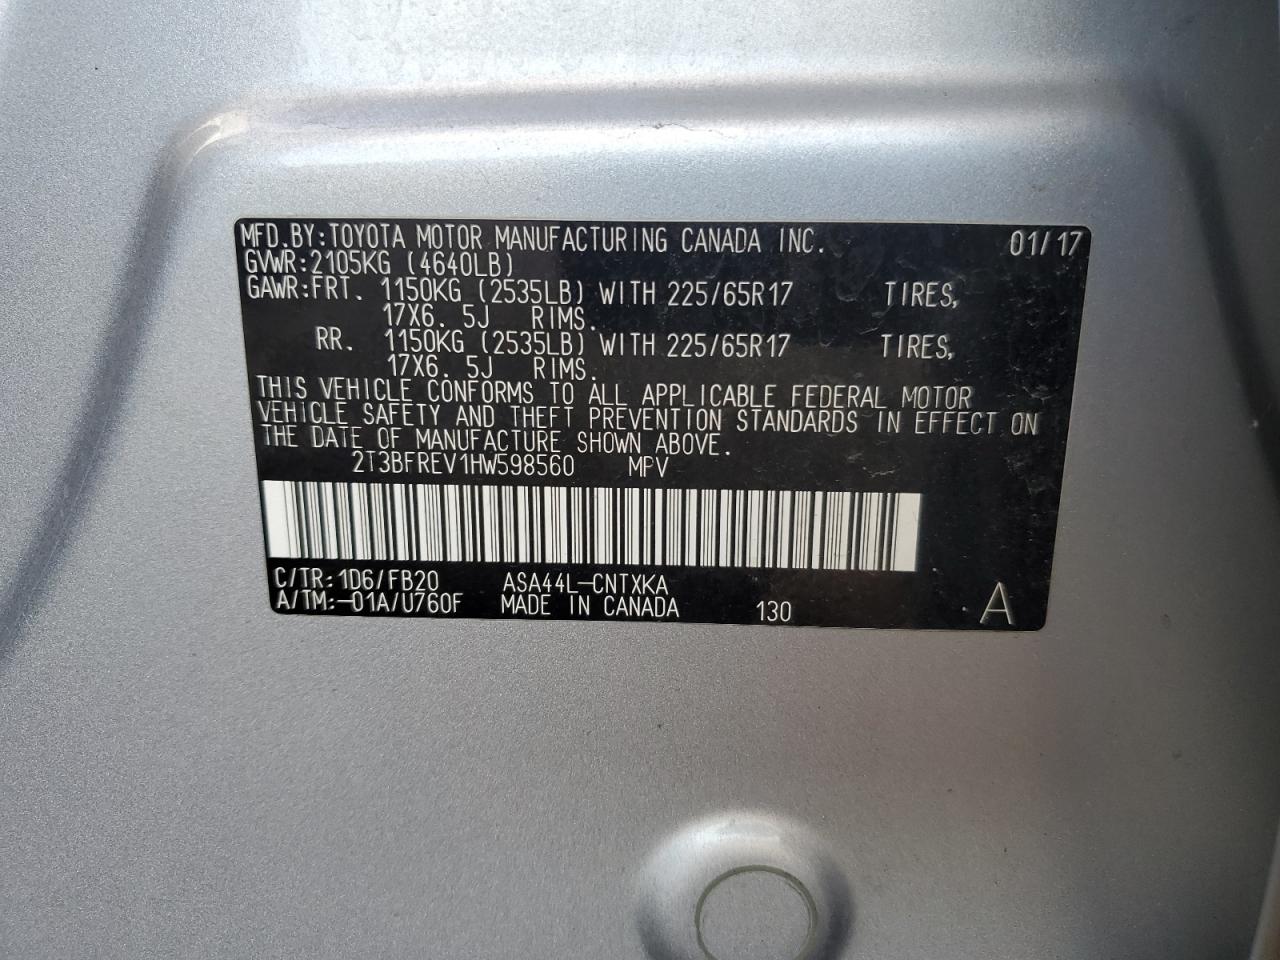 MFD.BY:TOYOTA MOTOR MANUFACTURING CANADA INC. 01/17
GVWR:2105KG (4640LB)
GAWR:FRT. 1150KG (2535LB) WITH 225/65R17 TIRES,
17X6. 5J RIMS.
RR. 1150KG (2535LB) WITH 225/65R17 TIRES,
17X6. 5J RIMS.
THIS VEHICLE CONFORMS TO ALL APPLICABLE FEDERAL MOTOR
VEHICLE SAFETY AND THEFT PREVENTION STANDARDS IN EFFECT ON
THE DATE OF MANUFACTURE SHOWN ABOVE.
2T3BFREV1HW598560 MPV
C/TR:1D6/FB20 ASA44L-CNTXKA
A/TM:-01A/U760F MADE IN CANADA 130 A